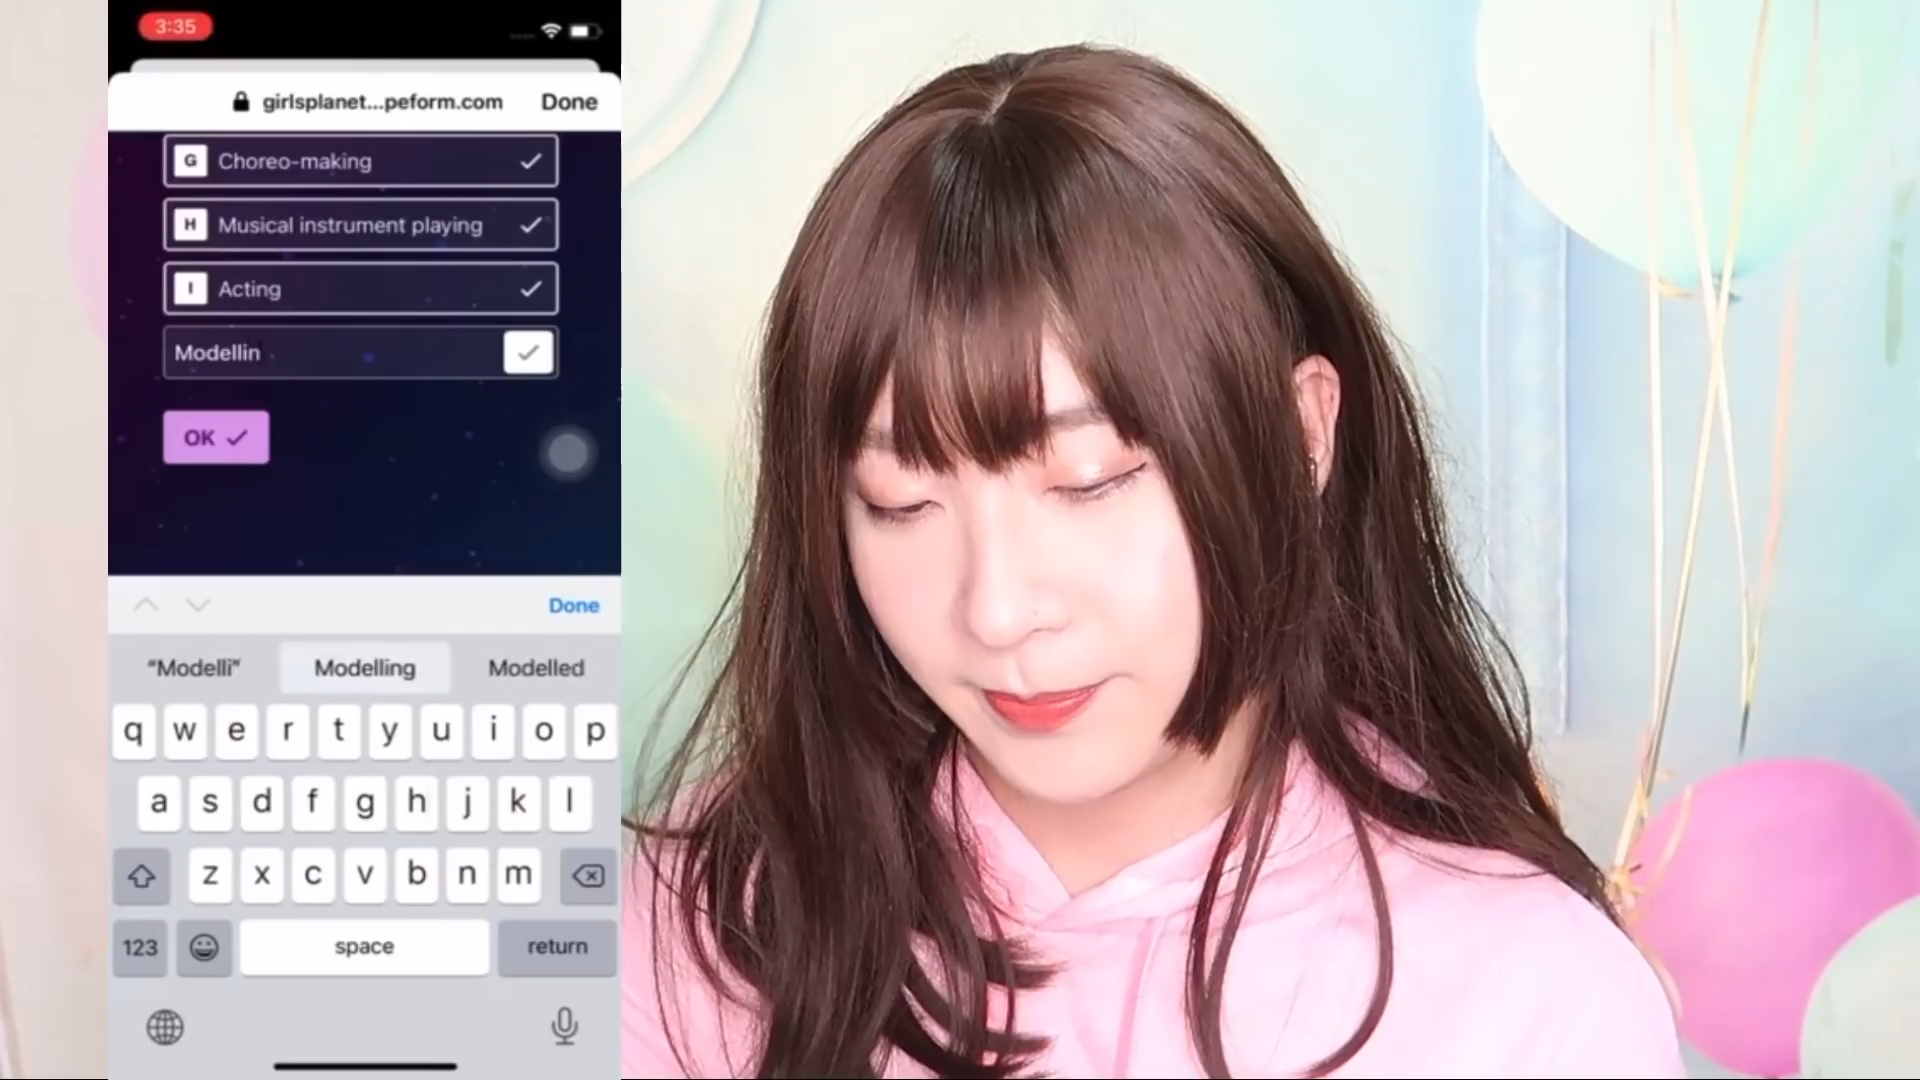 3:35
girlsplanet...peform.com Done
G Choreo-making
H Musical instrument playing
I Acting
Modellin
OK
Done
“Modelli” Modelling Modelled
q w e r t y u i o p
a s d f g h j k l
z x c v b n m
123 space return